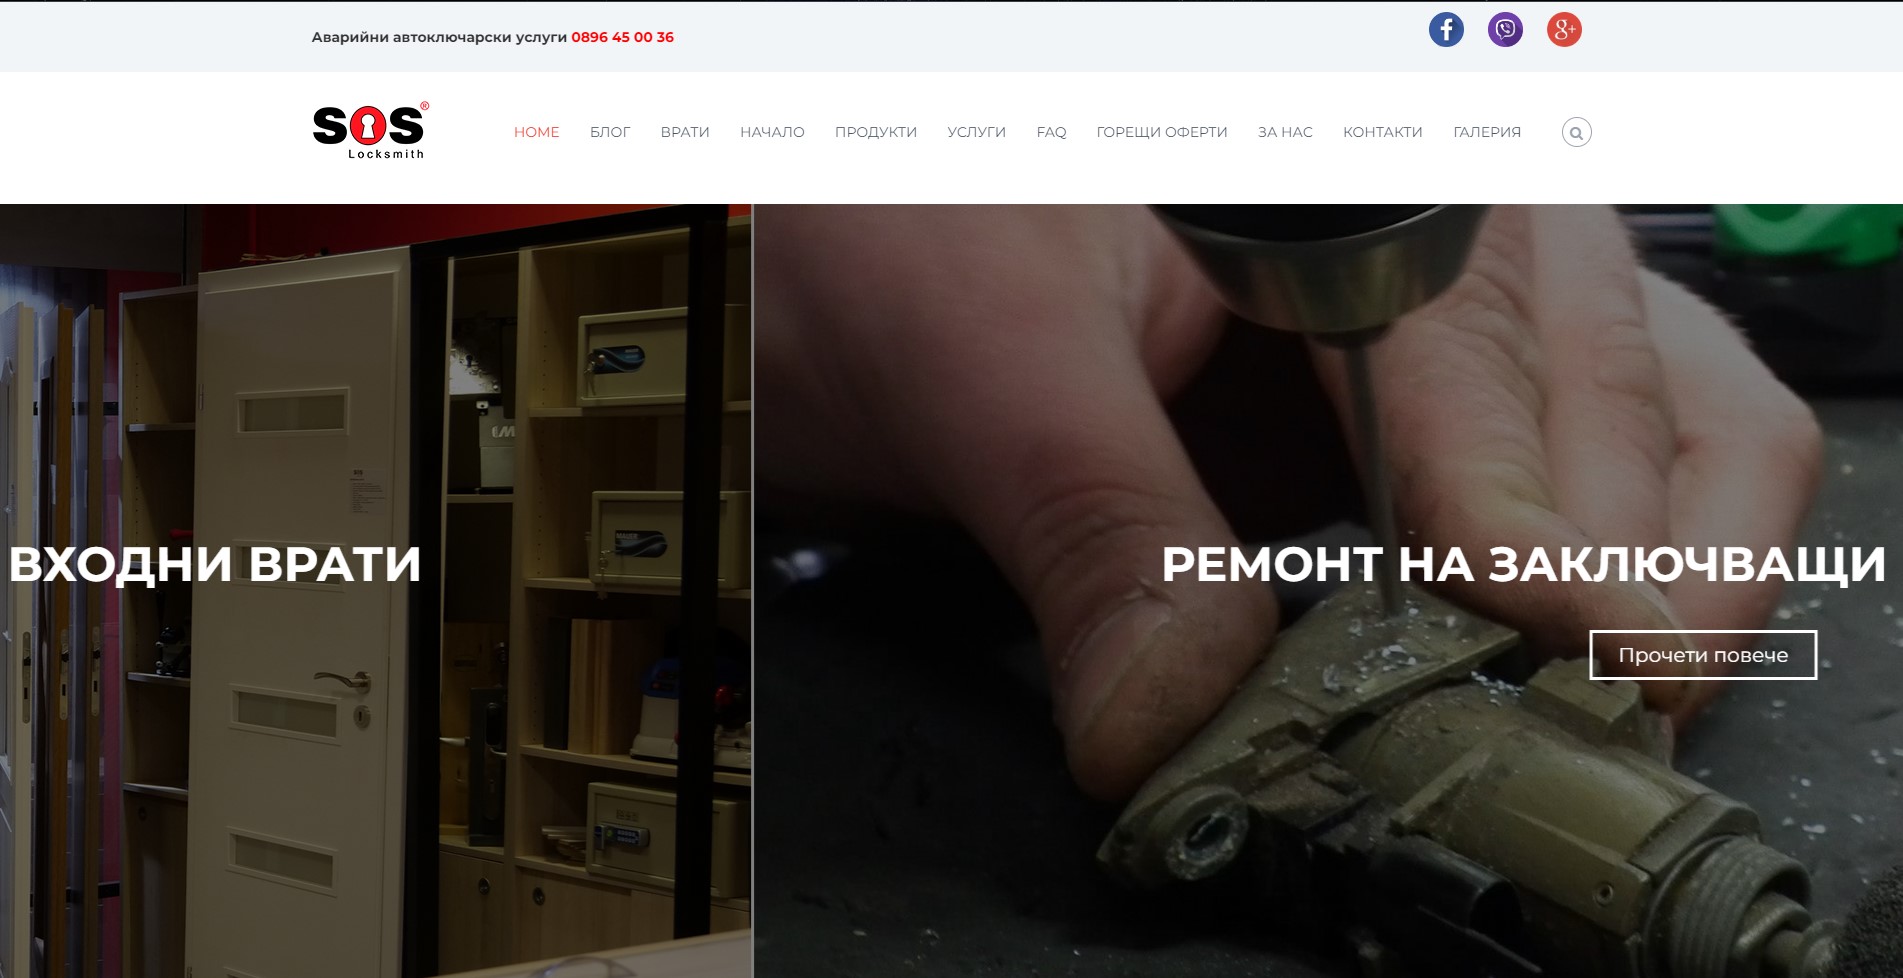 Аварийни автоключарски услуги 0896 45 00 36
SOS®
Locksmith
HOME БЛОГ ВРАТИ НАЧАЛО ПРОДУКТИ УСЛУГИ FAQ ГОРЕЩИ ОФЕРТИ ЗА НАС КОНТАКТИ ГАЛЕРИЯ
ВХОДНИ ВРАТИ
РЕМОНТ НА ЗАКЛЮЧВАЩИ
Прочети повече